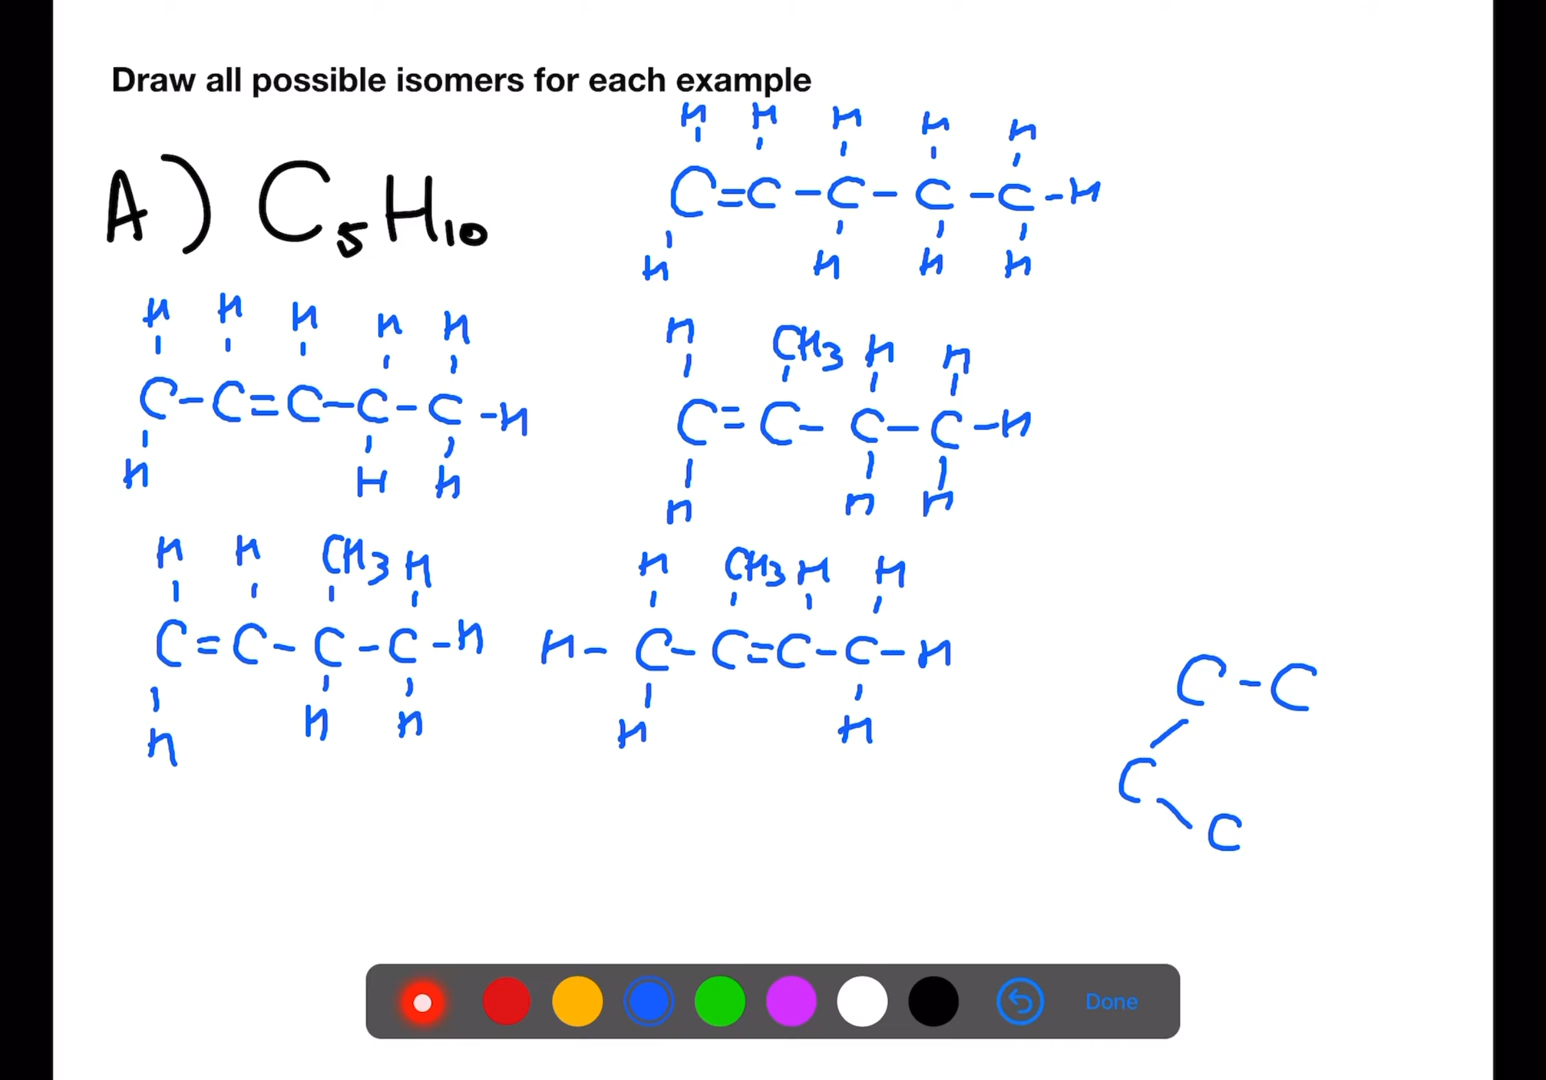 Draw all possible isomers for each example
A) C5H10
H H H H H
C=C-C-C-C-H
H H H H
H H H H H
C-C=C-C-C-H
H H H
H CH3 H H
C=C-C-C-H
H H H
H H CH3 H
C=C-C-C-H
H H H
H CH3 H H
H-C-C=C-C-H
H H
C-C
C
C
Done